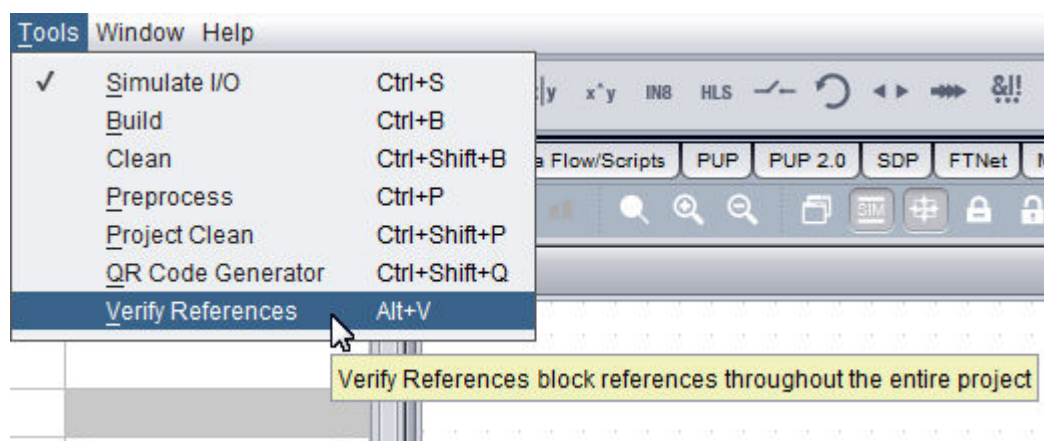 Tools Window Help
✓ Simulate I/O Ctrl+S
Build Ctrl+B
Clean Ctrl+Shift+B
Preprocess Ctrl+P
Project Clean Ctrl+Shift+P
QR Code Generator Ctrl+Shift+Q
Verify References Alt+V
y x^y IN8 HLS &!!
a Flow/Scripts PUP PUP 2.0 SDP FTNet
SIM
Verify References block references throughout the entire project